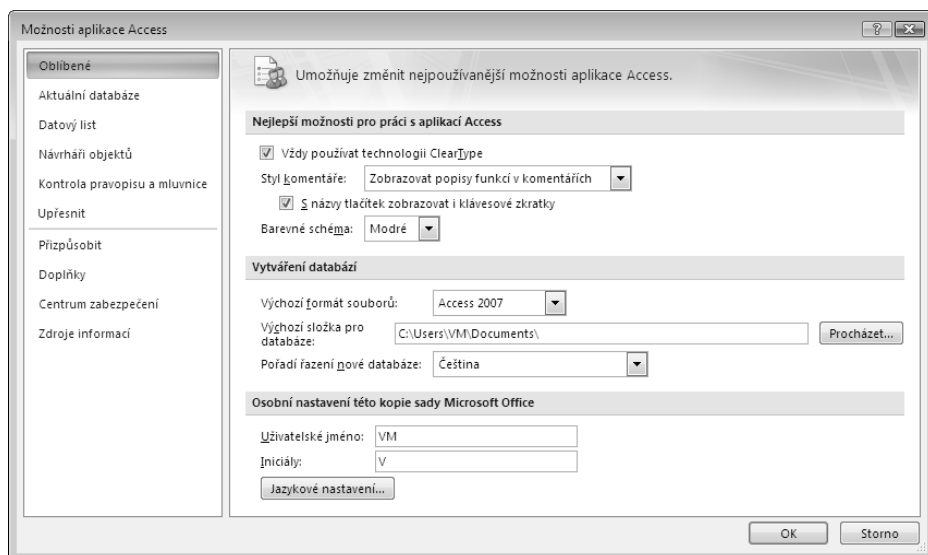 Možnosti aplikace Access
Oblíbené
Aktuální databáze
Datový list
Návrháři objektů
Kontrola pravopisu a mluvnice
Upřesnit
Přizpůsobit
Doplňky
Centrum zabezpečení
Zdroje informací
Umožňuje změnit nejpoužívanější možnosti aplikace Access.
Nejlepší možnosti pro práci s aplikací Access
Vždy používat technologii ClearType
Styl komentáře: Zobrazovat popisy funkcí v komentářích
S názvy tlačítek zobrazovat i klávesové zkratky
Barevné schéma: Modré
Vytváření databází
Výchozí formát souborů: Access 2007
Výchozí složka pro
databáze: C:\Users\VM\Documents\ Procházet...
Pořadí řazení nové databáze: Čeština
Osobní nastavení této kopie sady Microsoft Office
Uživatelské jméno: VM
Iniciály: V
Jazykové nastavení...
OK Storno